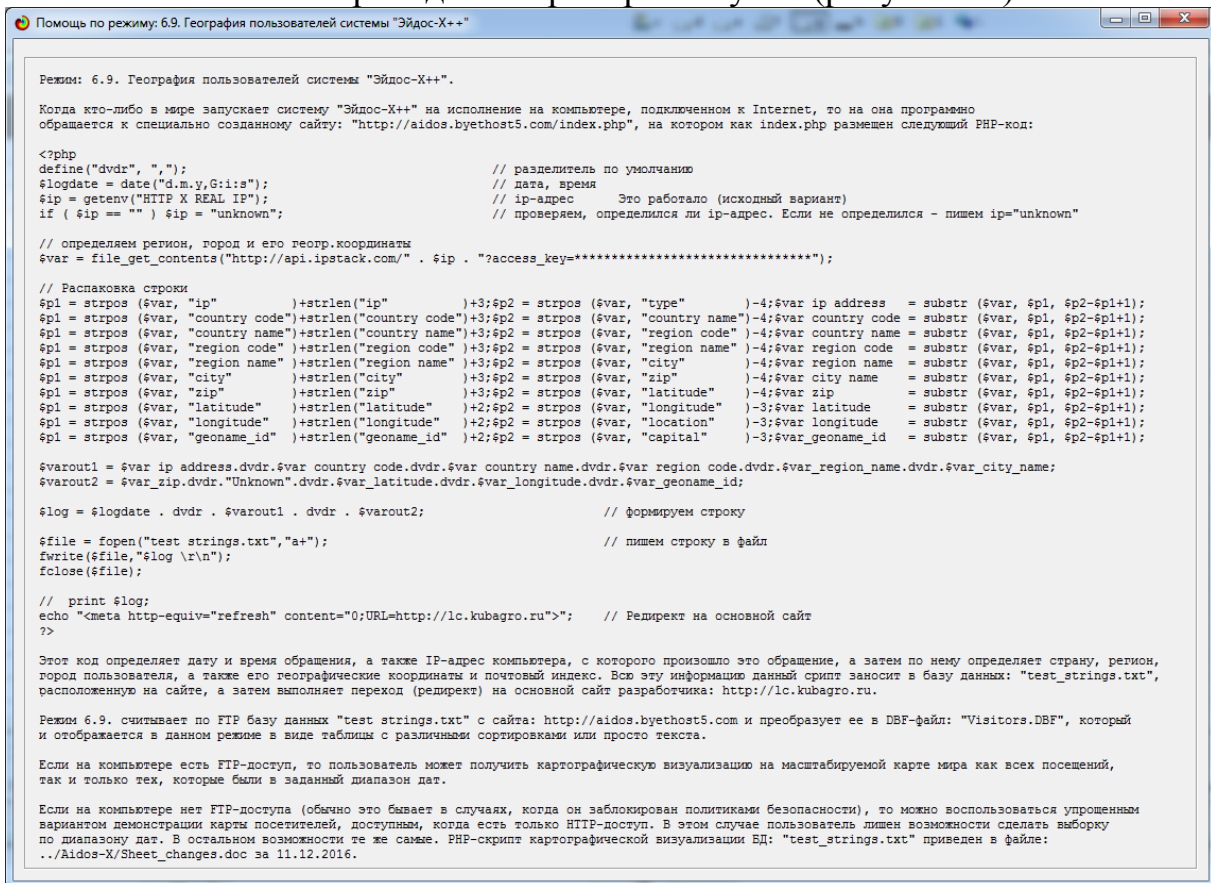 Помощь по режиму: 6.9. География пользователей системы "Эйдос-X++"
Режим: 6.9. География пользователей системы "Эйдос-X++".
Когда кто-либо в мире запускает систему "Эйдос-X++" на исполнение на компьютере, подключенном к Internet, то на она программно
обращается к специально созданному сайту: "http://aidos.byethost5.com/index.php", на котором как index.php размещен следующий PHP-код:
<?php
define("dvdr", ","); // разделитель по умолчанию
$logdate = date("d.m.y,G:i:s"); // дата, время
$ip = getenv("HTTP X REAL IP"); // ip-адрес Это работало (исходный вариант)
if ( $ip == "" ) $ip = "unknown"; // проверяем, определился ли ip-адрес. Если не определился - пишем ip="unknown"
// определяем регион, город и его геогр.координаты
$var = file_get_contents("http://api.ipstack.com/" . $ip . "?access_key=********************************");
// Распаковка строки
$p1 = strpos ($var, "ip" )+strlen("ip" )+3;$p2 = strpos ($var, "type" )-4;$var ip address = substr ($var, $p1, $p2-$p1+1);
$p1 = strpos ($var, "country code")+strlen("country code")+3;$p2 = strpos ($var, "country name")-4;$var country code = substr ($var, $p1, $p2-$p1+1);
$p1 = strpos ($var, "country name")+strlen("country name")+3;$p2 = strpos ($var, "region code" )-4;$var country name = substr ($var, $p1, $p2-$p1+1);
$p1 = strpos ($var, "region code" )+strlen("region code" )+3;$p2 = strpos ($var, "region name" )-4;$var region code = substr ($var, $p1, $p2-$p1+1);
$p1 = strpos ($var, "region name" )+strlen("region name" )+3;$p2 = strpos ($var, "city" )-4;$var region name = substr ($var, $p1, $p2-$p1+1);
$p1 = strpos ($var, "city" )+strlen("city" )+3;$p2 = strpos ($var, "zip" )-4;$var city name = substr ($var, $p1, $p2-$p1+1);
$p1 = strpos ($var, "zip" )+strlen("zip" )+3;$p2 = strpos ($var, "latitude" )-4;$var zip = substr ($var, $p1, $p2-$p1+1);
$p1 = strpos ($var, "latitude" )+strlen("latitude" )+2;$p2 = strpos ($var, "longitude" )-3;$var latitude = substr ($var, $p1, $p2-$p1+1);
$p1 = strpos ($var, "longitude" )+strlen("longitude" )+2;$p2 = strpos ($var, "location" )-3;$var longitude = substr ($var, $p1, $p2-$p1+1);
$p1 = strpos ($var, "geoname_id" )+strlen("geoname_id" )+2;$p2 = strpos ($var, "capital" )-3;$var_geoname_id = substr ($var, $p1, $p2-$p1+1);
$varout1 = $var ip address.dvdr.$var country code.dvdr.$var country name.dvdr.$var region code.dvdr.$var_region_name.dvdr.$var_city_name;
$varout2 = $var_zip.dvdr."Unknown".dvdr.$var_latitude.dvdr.$var_longitude.dvdr.$var_geoname_id;
$log = $logdate . dvdr . $varout1 . dvdr . $varout2; // формируем строку
$file = fopen("test strings.txt","a+"); // пишем строку в файл
fwrite($file,"$log \r\n");
fclose($file);
// print $log;
echo "<meta http-equiv="refresh" content="0;URL=http://lc.kubagro.ru">"; // Редирект на основной сайт
?>
Этот код определяет дату и время обращения, а также IP-адрес компьютера, с которого произошло это обращение, а затем по нему определяет страну, регион,
город пользователя, а также его географические координаты и почтовый индекс. Всю эту информацию данный срипт заносит в базу данных: "test_strings.txt",
расположенную на сайте, а затем выполняет переход (редирект) на основной сайт разработчика: http://lc.kubagro.ru.
Режим 6.9. считывает по FTP базу данных "test strings.txt" с сайта: http://aidos.byethost5.com и преобразует ее в DBF-файл: "Visitors.DBF", который
и отображается в данном режиме в виде таблицы с различными сортировками или просто текста.
Если на компьютере есть FTP-доступ, то пользователь может получить картографическую визуализацию на масштабируемой карте мира как всех посещений,
так и только тех, которые были в заданный диапазон дат.
Если на компьютере нет FTP-доступа (обычно это бывает в случаях, когда он заблокирован политиками безопасности), то можно воспользоваться упрощенным
вариантом демонстрации карты посетителей, доступным, когда есть только HTTP-доступ. В этом случае пользователь лишен возможности сделать выборку
по диапазону дат. В остальном возможности те же самые. PHP-скрипт картографической визуализации БД: "test_strings.txt" приведен в файле:
../Aidos-X/Sheet_changes.doc за 11.12.2016.